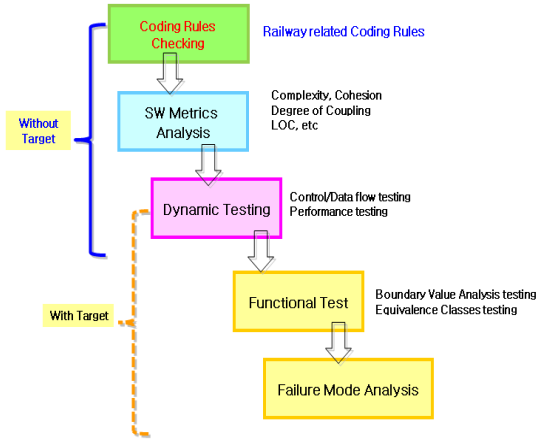 Coding Rules
Checking
Railway related Coding Rules
SW Metrics
Analysis
Complexity, Cohesion
Degree of Coupling
LOC, etc
Without
Target
Dynamic Testing
Control/Data flow testing
Performance testing
With Target
Functional Test
Boundary Value Analysis testing
Equivalence Classes testing
Failure Mode Analysis